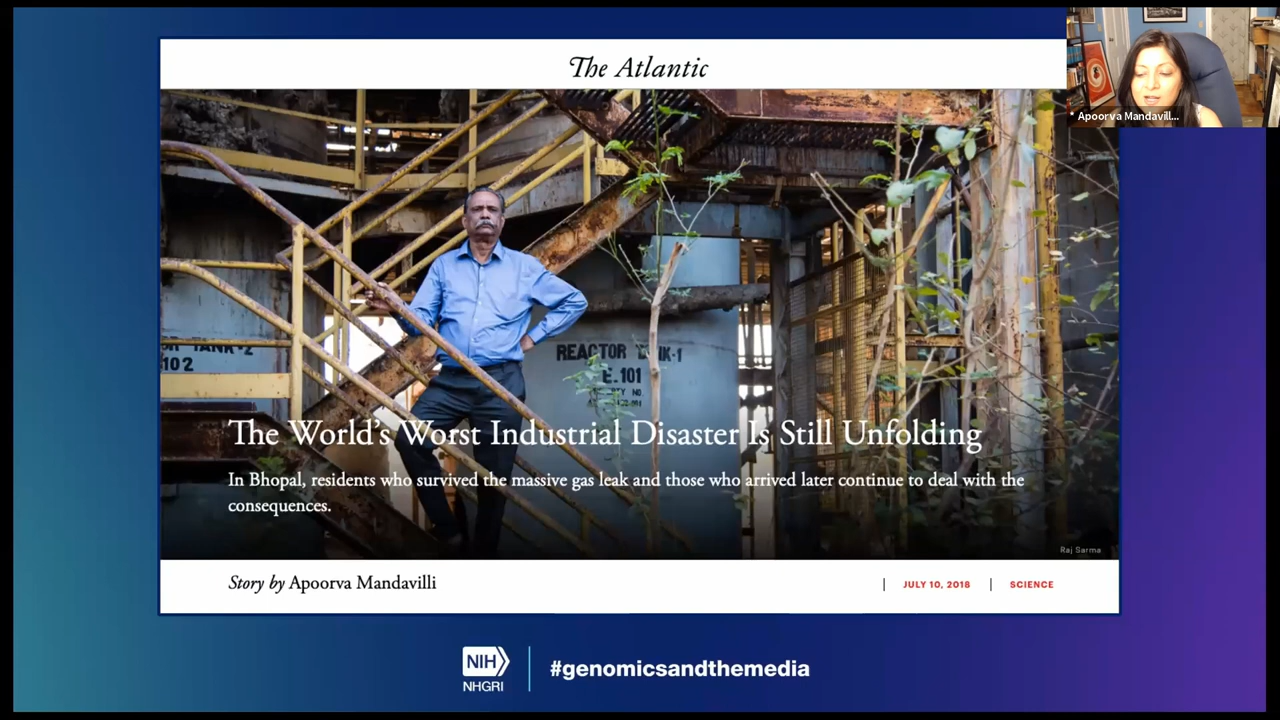 The Atlantic
* Apoorva Mandavill...
REACTOR
E.101
The World's Worst Industrial Disaster Is Still Unfolding
In Bhopal, residents who survived the massive gas leak and those who arrived later continue to deal with the
consequences.
Raj Sarma
Story by Apoorva Mandavilli
| JULY 10, 2018 | SCIENCE
NIH
NHGRI
#genomicsandthemedia